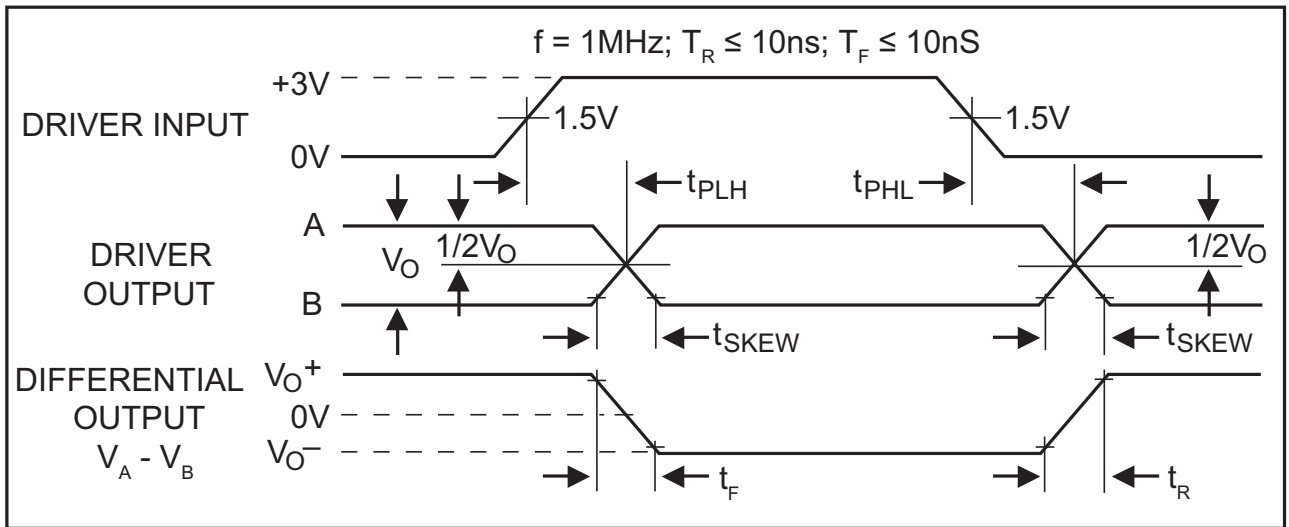 f = 1MHz; T_R ≤ 10ns; T_F ≤ 10nS
+3V
DRIVER INPUT
1.5V
1.5V
0V
t_PLH
t_PHL
A
DRIVER
OUTPUT
V_O
1/2V_O
1/2V_O
B
t_SKEW
t_SKEW
DIFFERENTIAL
OUTPUT
V_A - V_B
V_O+
0V
V_O–
t_F
t_R